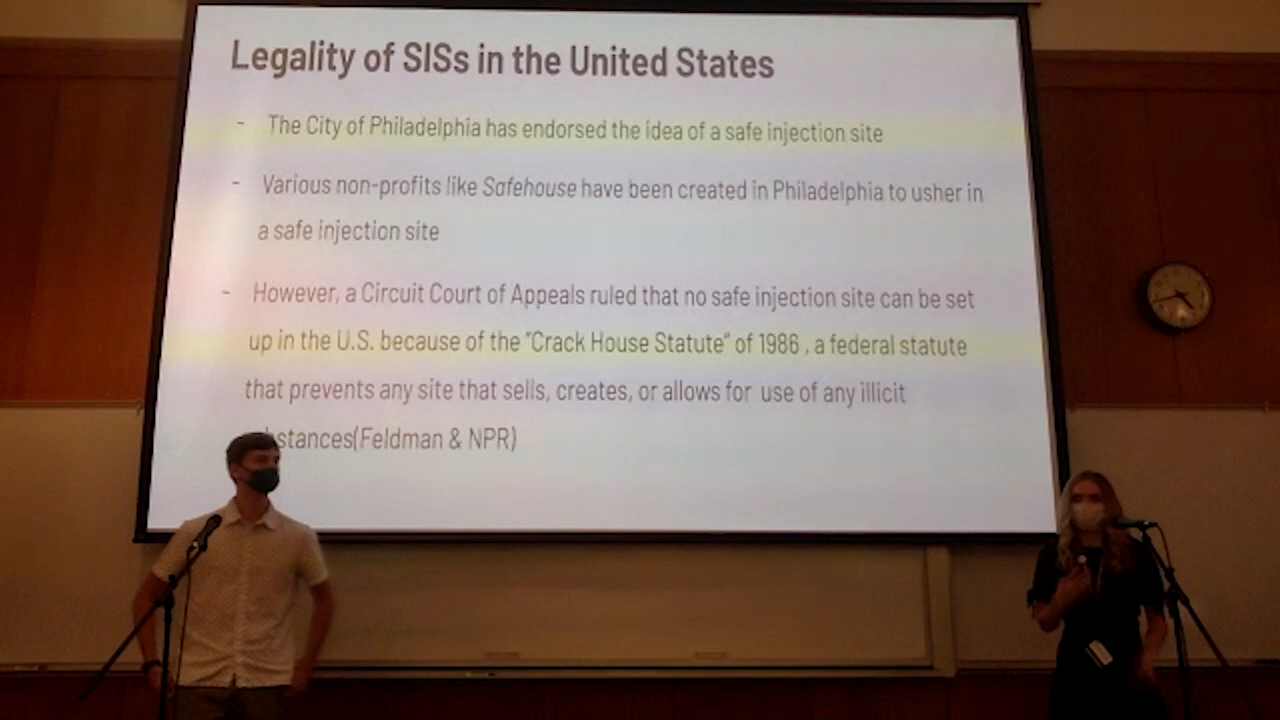 Legality of SISs in the United States
- The City of Philadelphia has endorsed the idea of a safe injection site
- Various non-profits like Safehouse have been created in Philadelphia to usher in
a safe injection site
- However, a Circuit Court of Appeals ruled that no safe injection site can be set
up in the U.S. because of the "Crack House Statute" of 1986 , a federal statute
that prevents any site that sells, creates, or allows for use of any illicit
bstances(Feldman & NPR)